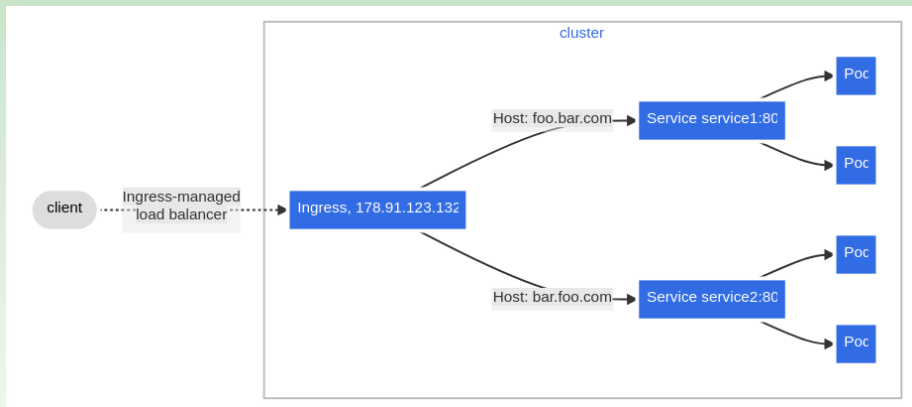 cluster
Poc
Host: foo.bar.com
Service service1:80
Poc
client
Ingress-managed
load balancer
Ingress, 178.91.123.132
Poc
Host: bar.foo.com
Service service2:80
Poc